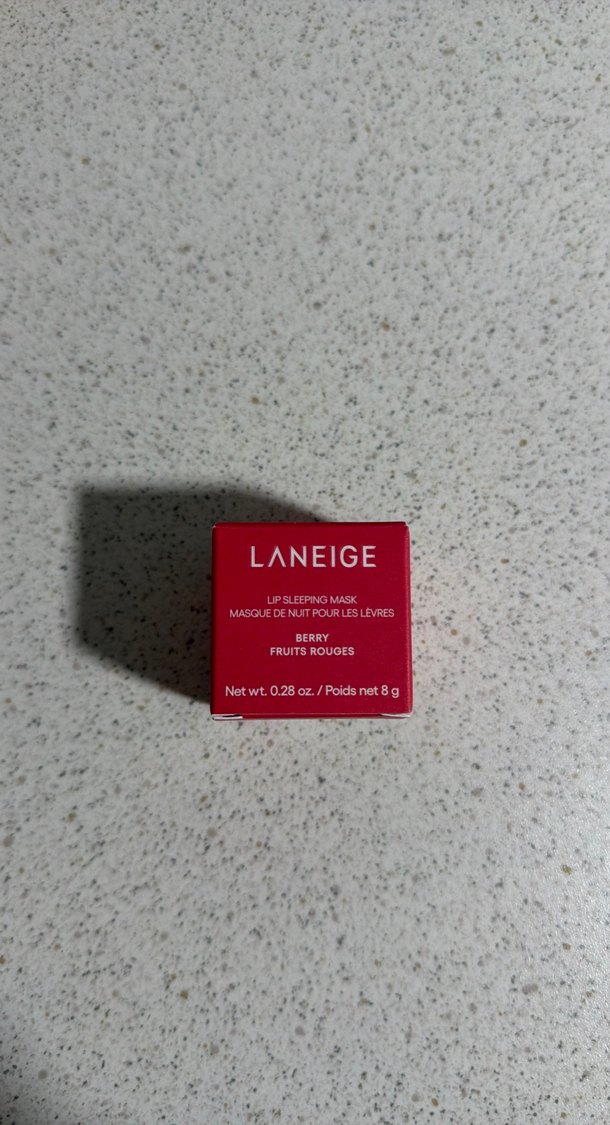 LANEIGE
LIP SLEEPING MASK
MASQUE DE NUIT POUR LES LÈVRES
BERRY
FRUITS ROUGES
Net wt. 0.28 oz. / Poids net 8 g